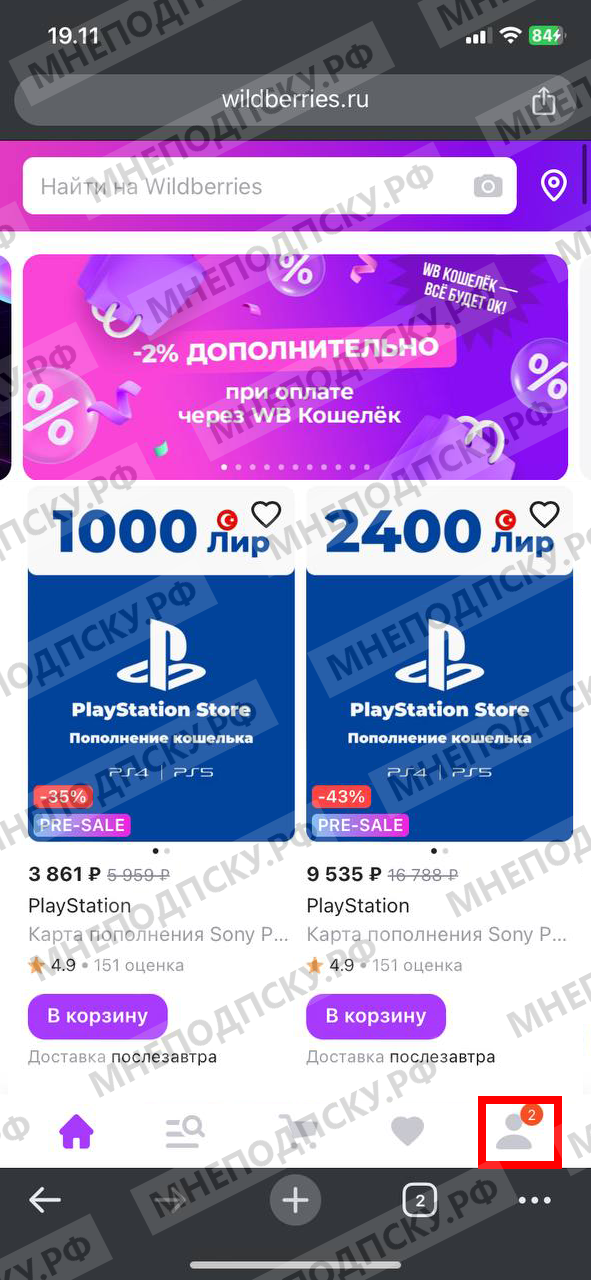 19.11
84
wildberries.ru
Найти на Wildberries
WB КОШЕЛЁК —
ВСЁ БУДЕТ ОК!
-2% ДОПОЛНИТЕЛЬНО
при оплате
через WB Кошелёк
%
%
%
1000 Лир
PlayStation Store
Пополнение кошелька
PS4 | PS5
-35%
PRE-SALE
3 861 ₽ 5 959 ₽
PlayStation
Карта пополнения Sony P...
4.9 • 151 оценка
В корзину
Доставка послезавтра
2400 Лир
PlayStation Store
Пополнение кошелька
PS4 | PS5
-43%
PRE-SALE
9 535 ₽ 16 788 ₽
PlayStation
Карта пополнения Sony P...
4.9 • 151 оценка
В корзину
Доставка послезавтра
2
2
МНЕПОДПСКУ.РФ